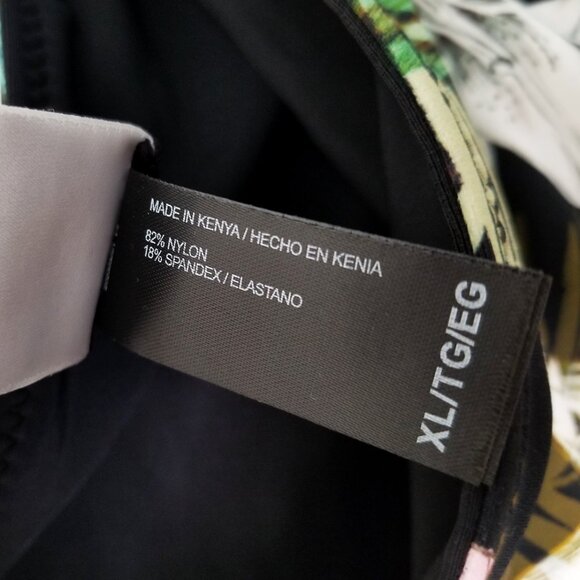 MADE IN KENYA / HECHO EN KENIA
82% NYLON
18% SPANDEX / ELASTANO
XL/TG/EG